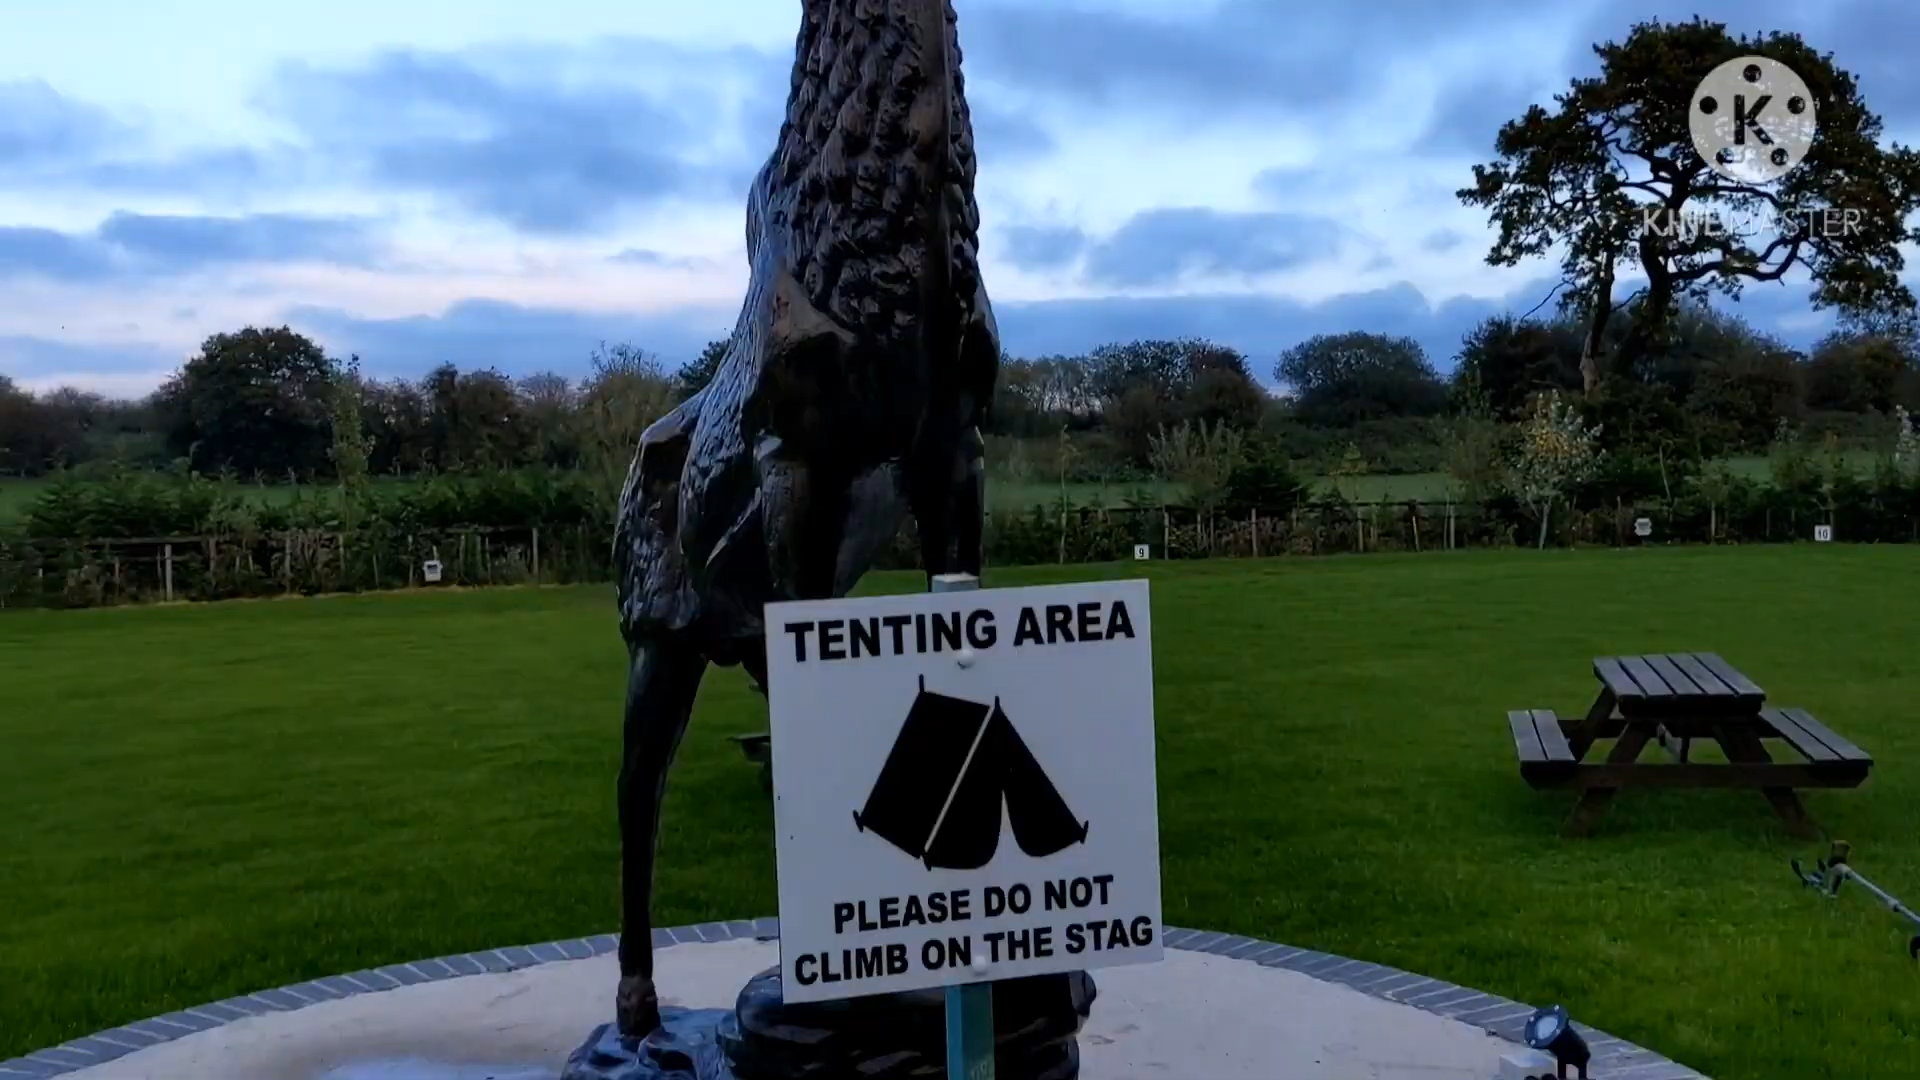 K
KINEMASTER
9
10
TENTING AREA
PLEASE DO NOT
CLIMB ON THE STAG